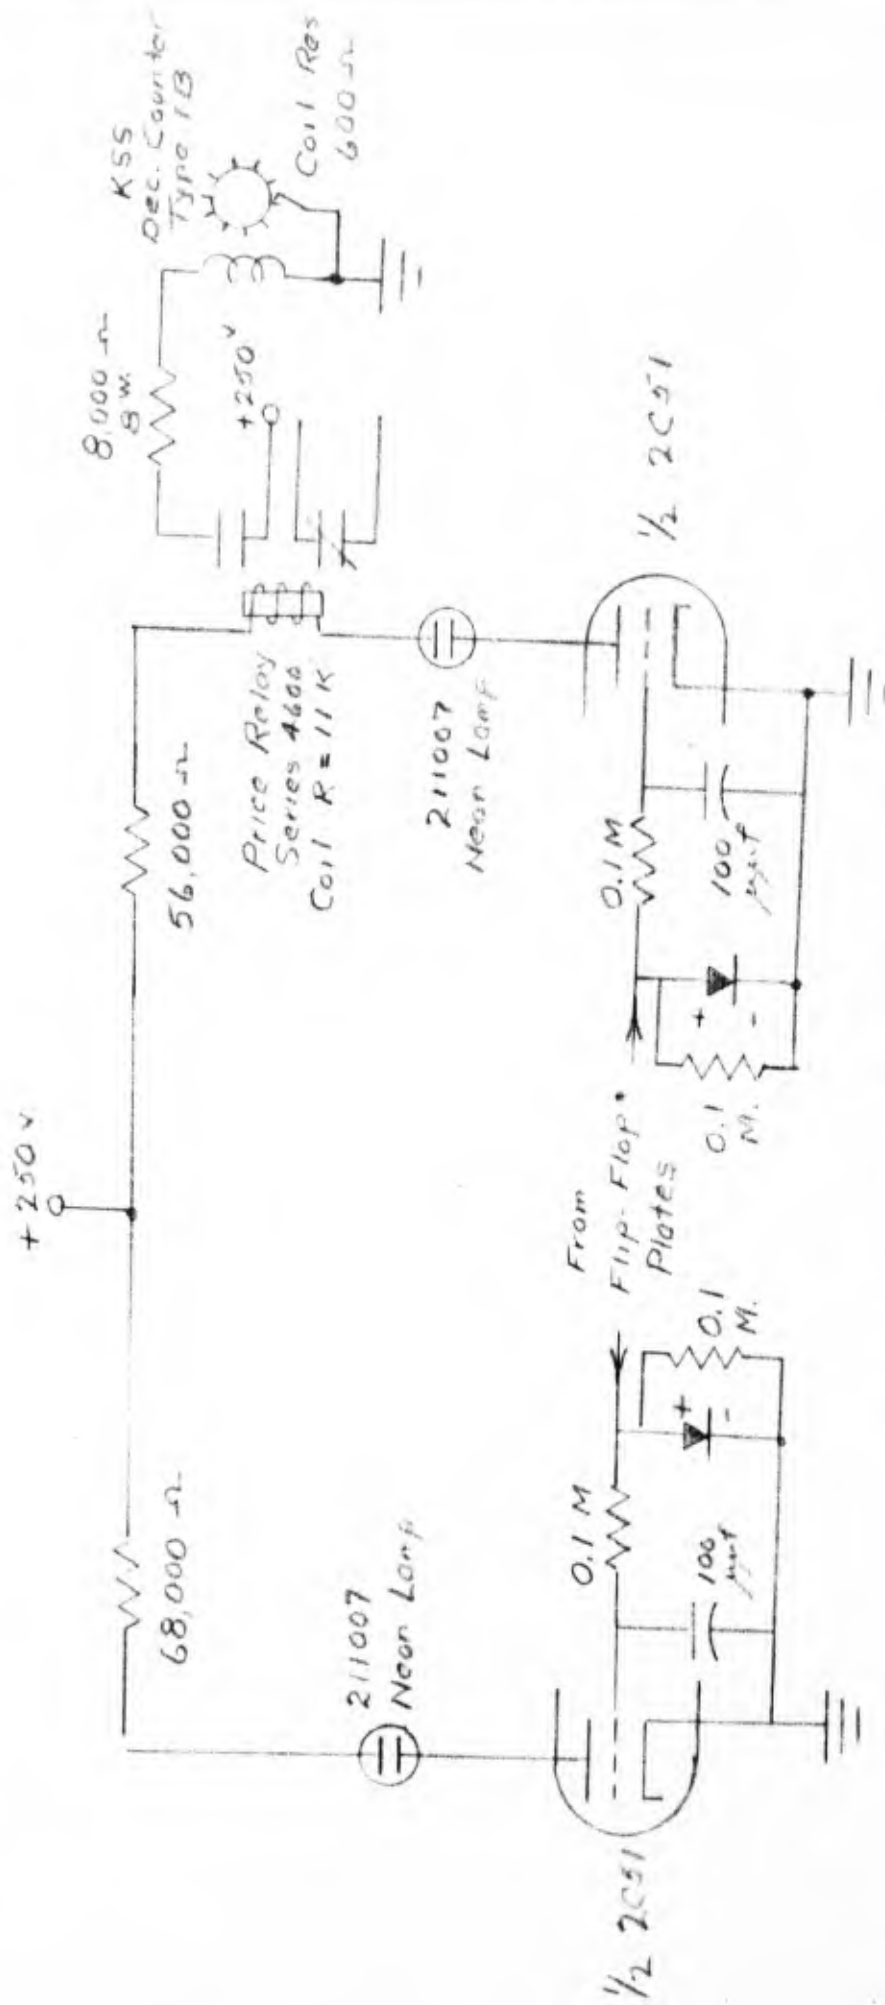 +250 v.
68,000 Ω
56,000 Ω
8,000 Ω
8 w.
KSS
Dec. Counter
Type 1B
Coil Res
600 Ω
+250 v
Price Relay
Series 4600
Coil R = 11 K
211007
Neon Lamp
211007
Neon Lamp
½ 2C51
0.1 M
100
μμf
+
-
0.1
M.
From
Flip-Flop*
Plates
0.1 M
100
μμf
+
-
0.1
M.
½ 2C51